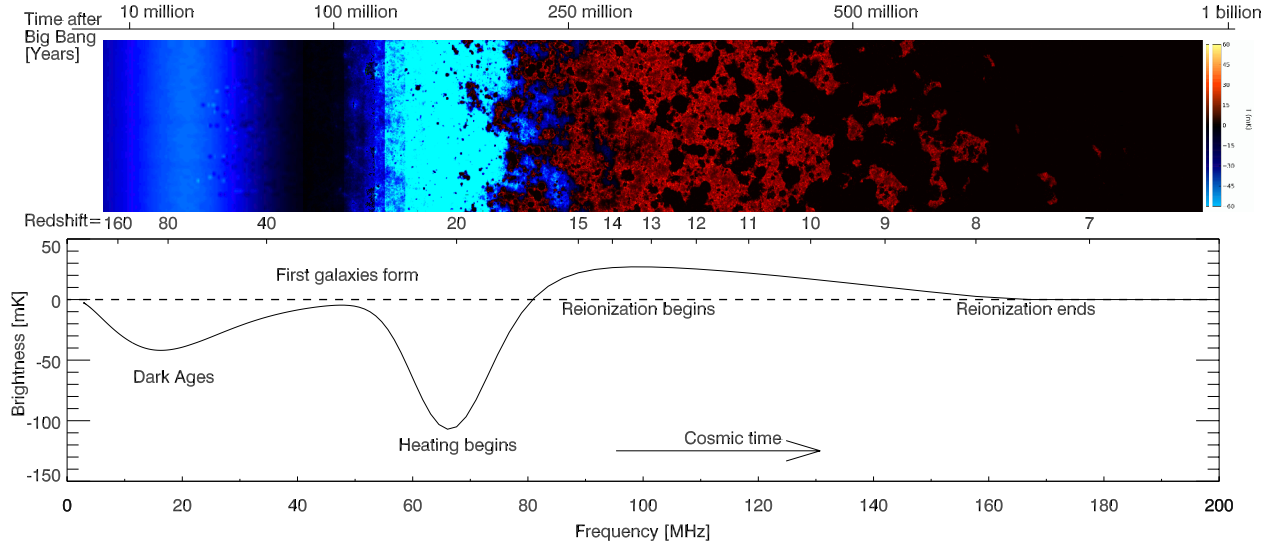 Time after
Big Bang
[Years]
10 million 100 million 250 million 500 million 1 billion
60
45
30
15
0
-15
-30
-45
-60
T (mK)
Redshift= 160 80 40 20 15 14 13 12 11 10 9 8 7
50
0
-50
-100
-150
Brightness [mK]
First galaxies form
Reionization begins
Reionization ends
Dark Ages
Heating begins
Cosmic time
0 20 40 60 80 100 120 140 160 180 200
Frequency [MHz]